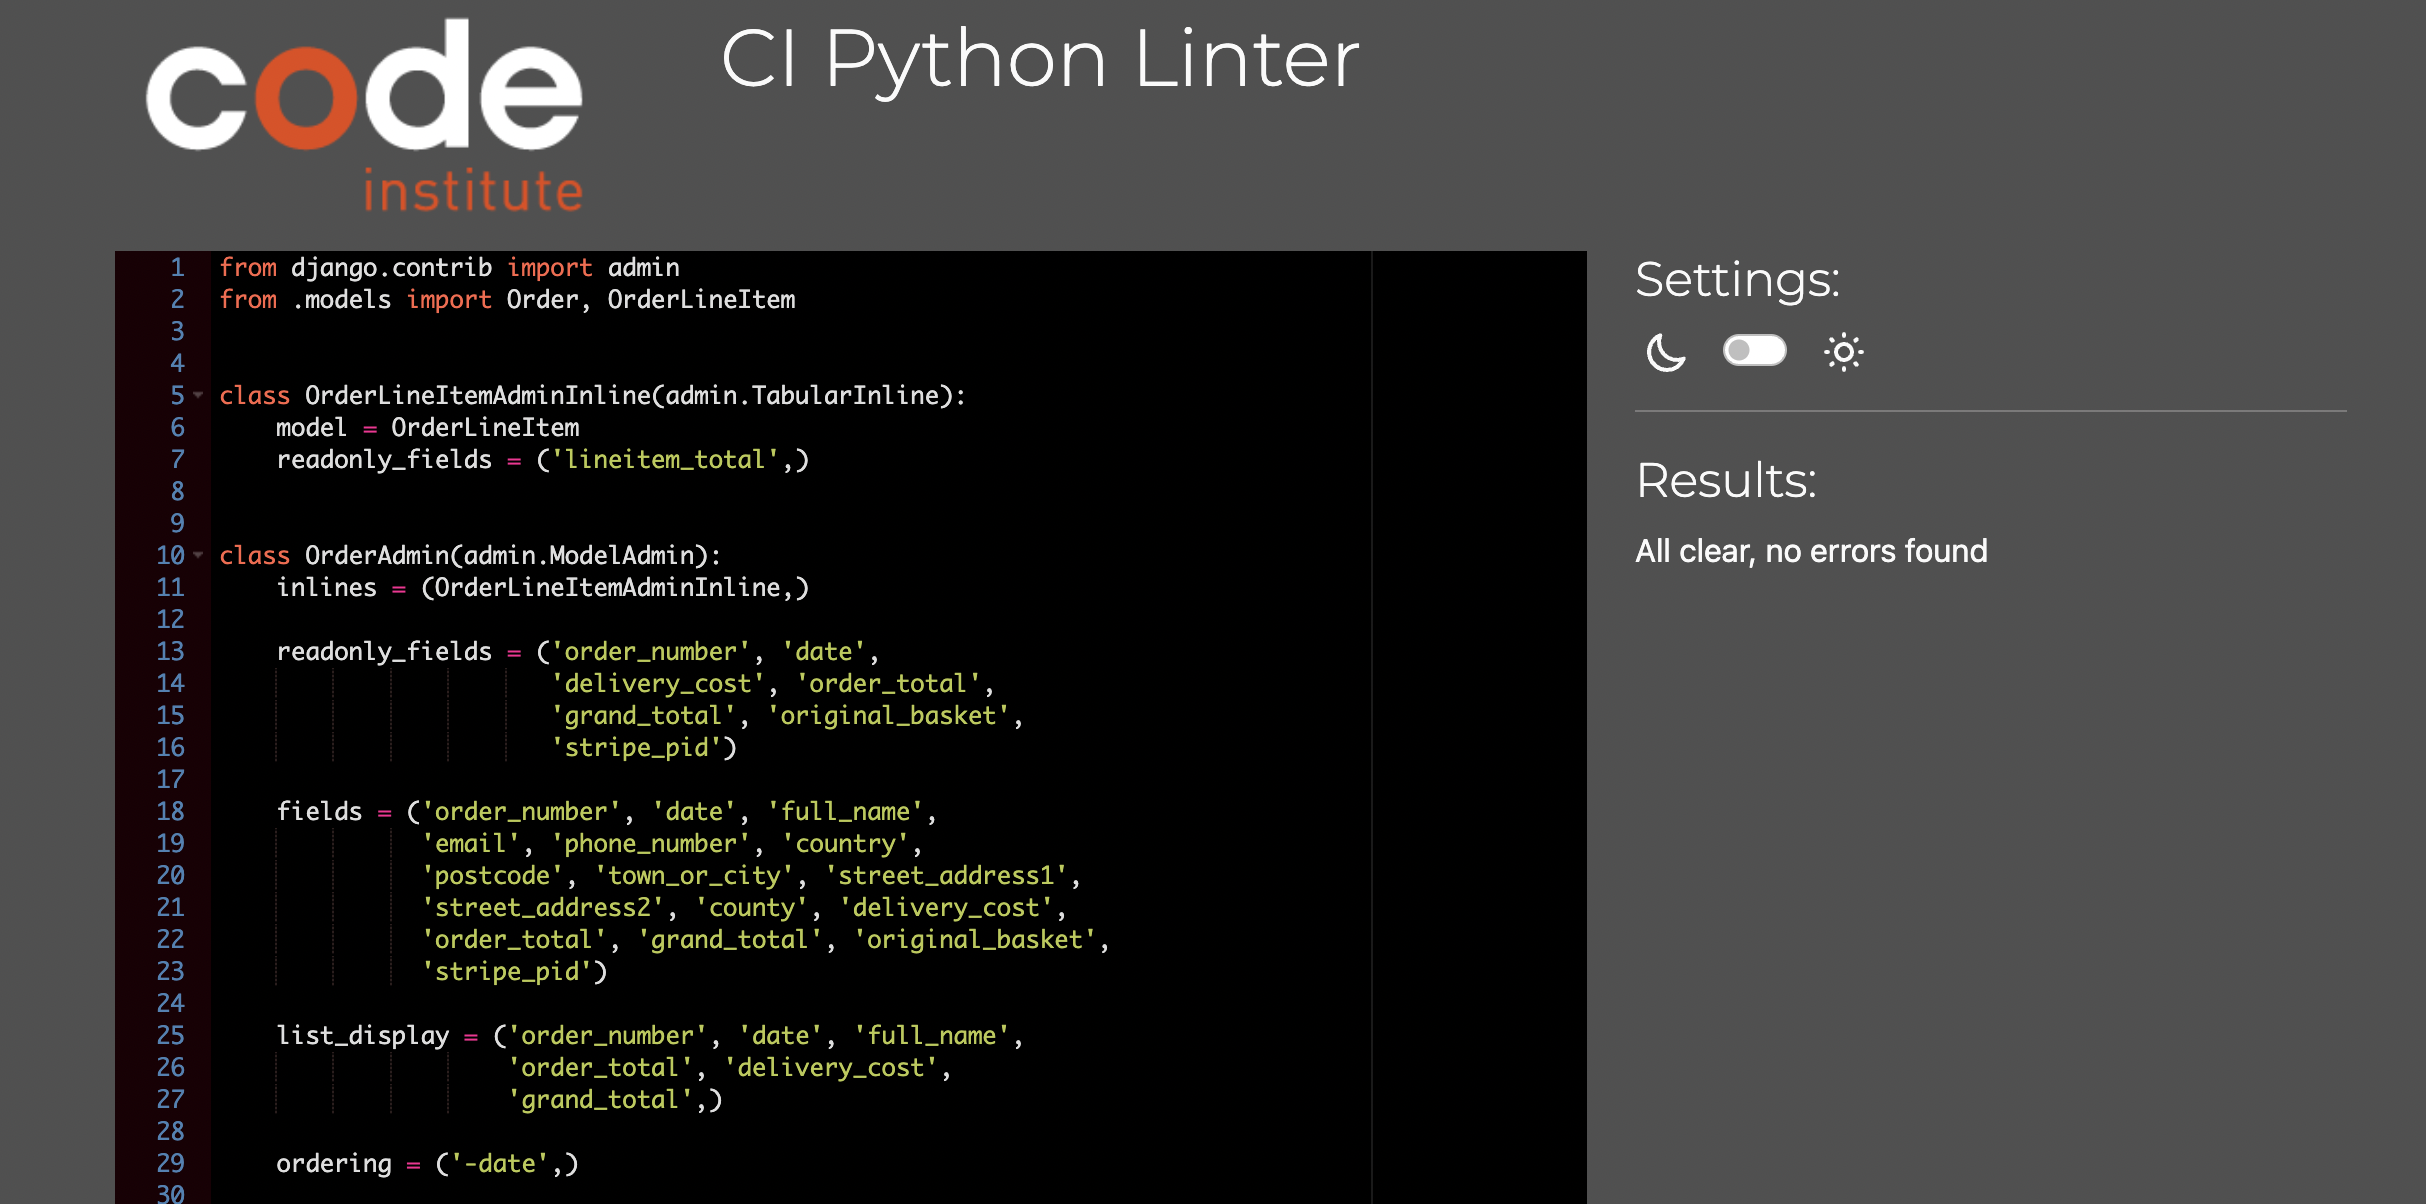 code
institute
CI Python Linter
1 from django.contrib import admin
2 from .models import Order, OrderLineItem
3
4
5 class OrderLineItemAdminInline(admin.TabularInline):
6     model = OrderLineItem
7     readonly_fields = ('lineitem_total',)
8
9
10 class OrderAdmin(admin.ModelAdmin):
11     inlines = (OrderLineItemAdminInline,)
12
13     readonly_fields = ('order_number', 'date',
14                        'delivery_cost', 'order_total',
15                        'grand_total', 'original_basket',
16                        'stripe_pid')
17
18     fields = ('order_number', 'date', 'full_name',
19               'email', 'phone_number', 'country',
20               'postcode', 'town_or_city', 'street_address1',
21               'street_address2', 'county', 'delivery_cost',
22               'order_total', 'grand_total', 'original_basket',
23               'stripe_pid')
24
25     list_display = ('order_number', 'date', 'full_name',
26                     'order_total', 'delivery_cost',
27                     'grand_total',)
28
29     ordering = ('-date',)
30
Settings:
Results:
All clear, no errors found